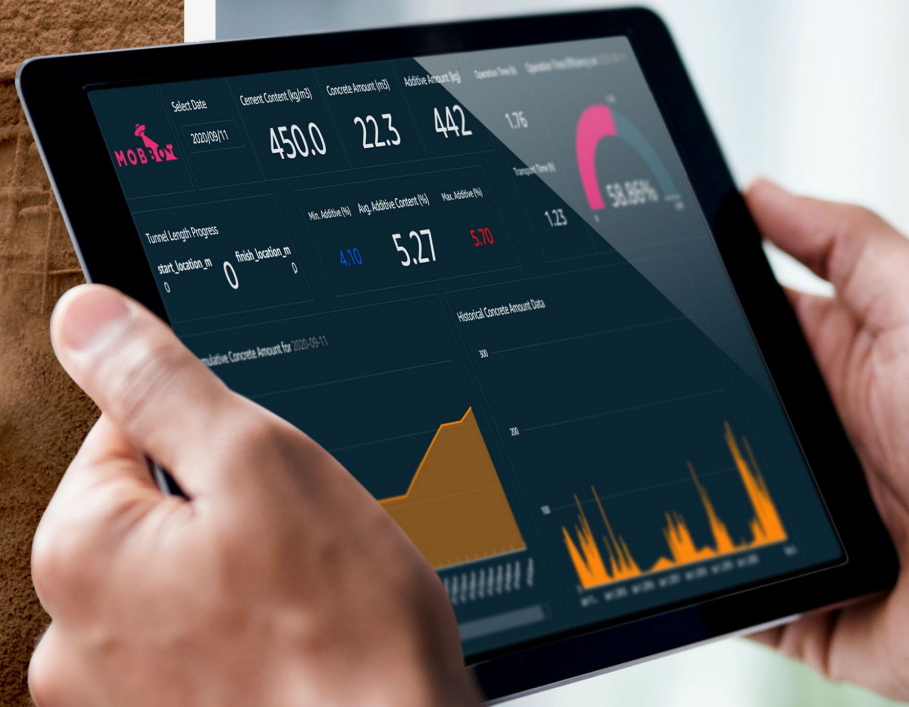 MOBBOT
Select Date
2020/09/11
Cement Content (kg/m3)
450.0
Concrete Amount (m3)
22.3
Additive Amount (kg)
442
Operation Time (h)
1.76
Transport Time (h)
1.23
58.86%
Tunnel Length Progress
start_location_m
0
0
finish_location_m
0
Min. Additive (%)
4.10
Avg. Additive Content (%)
5.27
Max. Additive (%)
5.70
Concrete Amount for 2020-09-11
Historical Concrete Amount Data
300
200
100